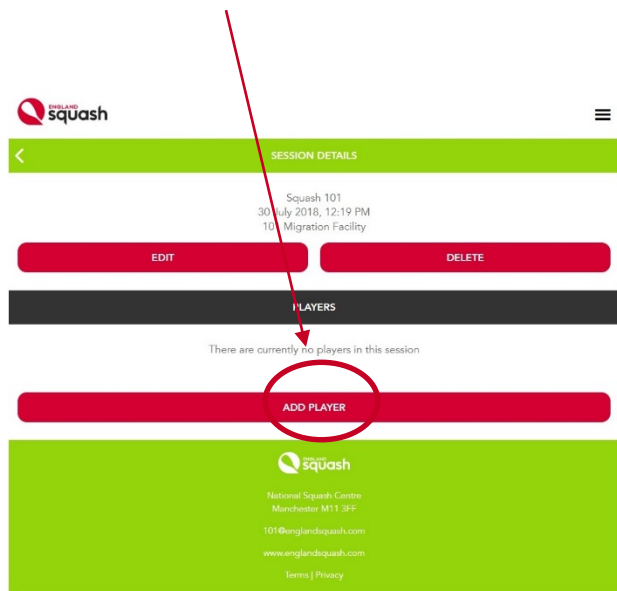 ENGLAND
squash
SESSION DETAILS
Squash 101
30 July 2018, 12:19 PM
101 Migration Facility
EDIT
DELETE
PLAYERS
There are currently no players in this session
ADD PLAYER
ENGLAND
squash
National Squash Centre
Manchester M11 3FF
101@englandsquash.com
www.englandsquash.com
Terms | Privacy